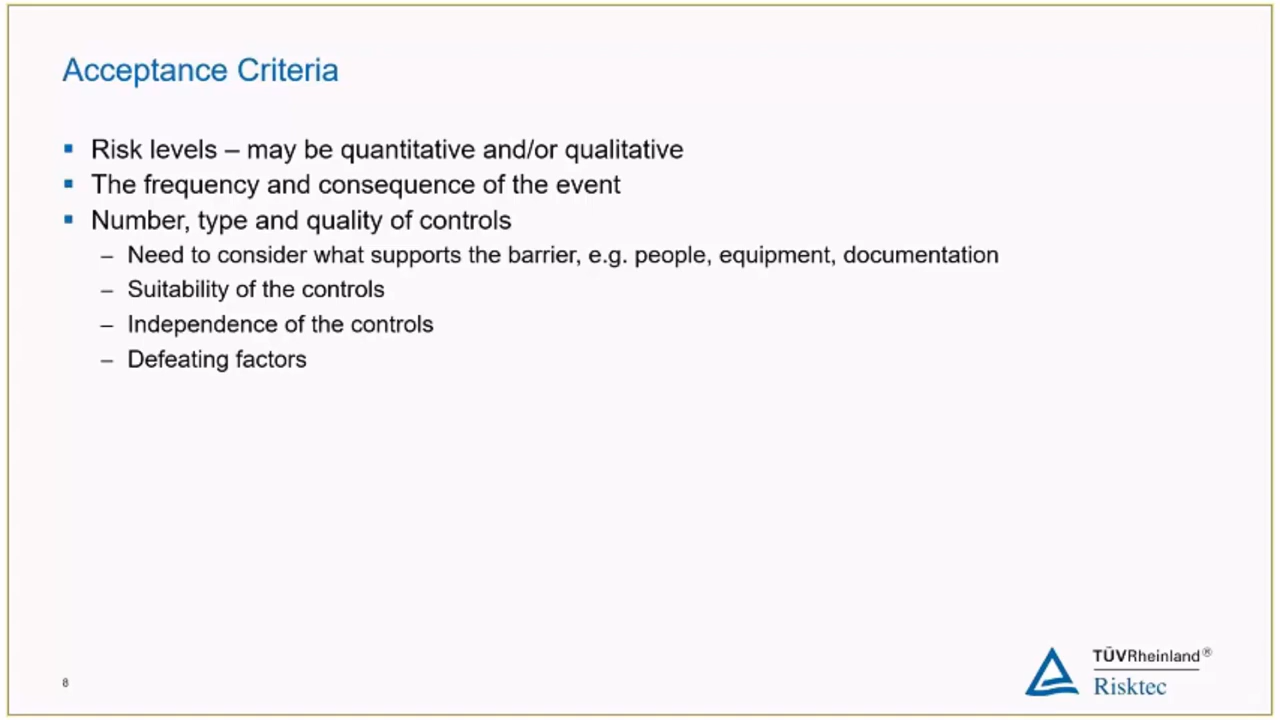 Acceptance Criteria
▪ Risk levels – may be quantitative and/or qualitative
▪ The frequency and consequence of the event
▪ Number, type and quality of controls
– Need to consider what supports the barrier, e.g. people, equipment, documentation
– Suitability of the controls
– Independence of the controls
– Defeating factors
8
TÜVRheinland®
Risktec